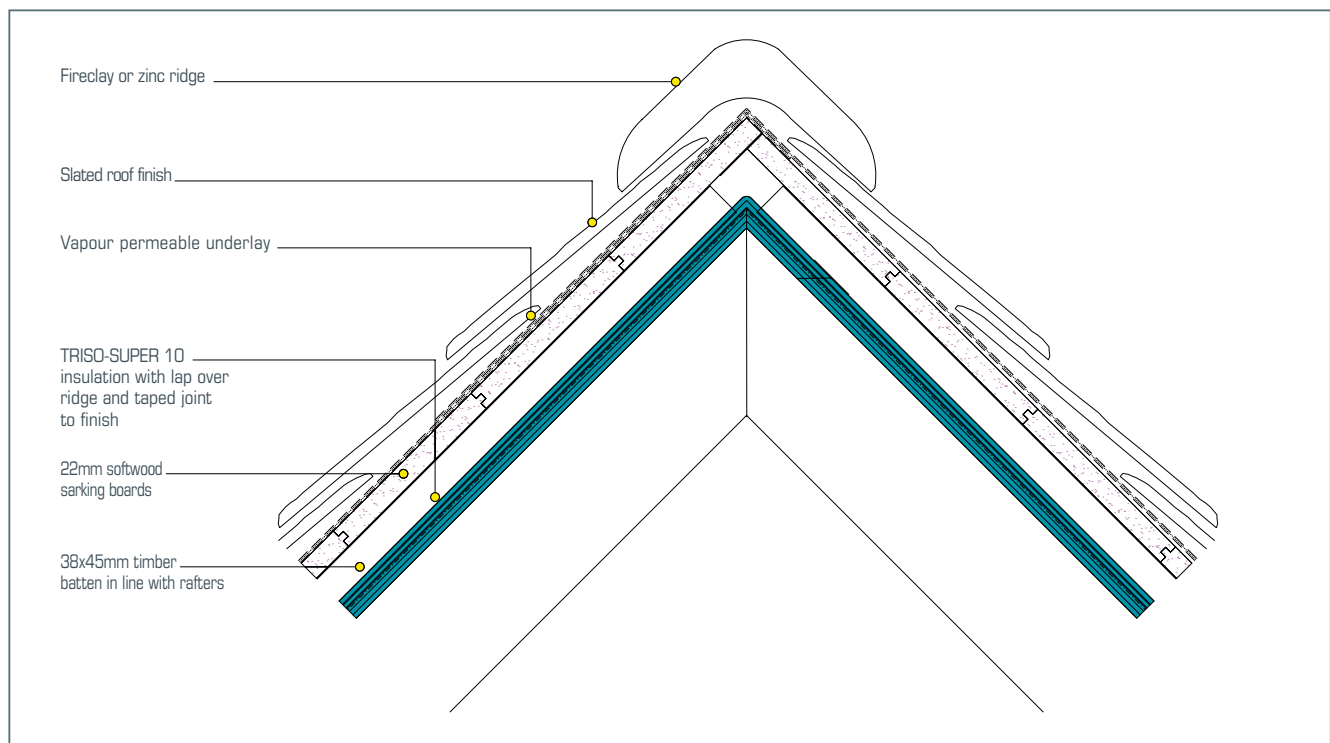 Fireclay or zinc ridge
Slated roof finish
Vapour permeable underlay
TRISO-SUPER 10
insulation with lap over
ridge and taped joint
to finish
22mm softwood
sarking boards
38x45mm timber
batten in line with rafters